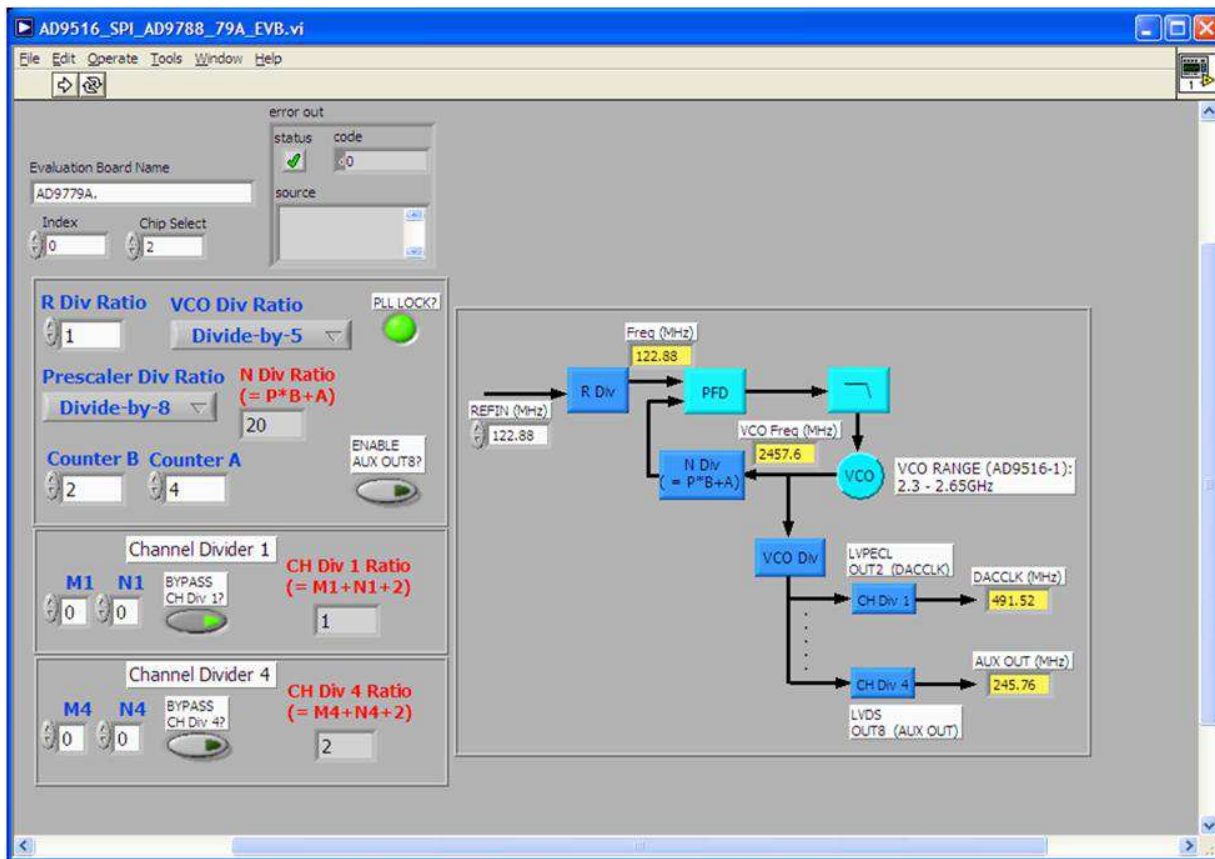 AD9516_SPI_AD9788_79A_EVB.vi
File Edit Operate Tools Window Help
1
error out
status code
0
source
Evaluation Board Name
AD9779A.
Index Chip Select
0 2
R Div Ratio VCO Div Ratio PLL LOCK?
1 Divide-by-5
Prescaler Div Ratio N Div Ratio
(= P*B+A)
Divide-by-8
20
Counter B Counter A
ENABLE
AUX OUT8?
2 4
Channel Divider 1
M1 N1
BYPASS
CH Div 1?
0 0
CH Div 1 Ratio
(= M1+N1+2)
1
Channel Divider 4
M4 N4
BYPASS
CH Div 4?
0 0
CH Div 4 Ratio
(= M4+N4+2)
2
Freq (MHz)
122.88
R Div
PFD
REFIN (MHz)
122.88
VCO Freq (MHz)
2457.6
N Div
( = P*B+A)
VCO
VCO RANGE (AD9516-1):
2.3 - 2.65GHz
VCO Div
LVPECL
OUT2 (DACCLK)
CH Div 1
DACCLK (MHz)
491.52
CH Div 4
AUX OUT (MHz)
245.76
LVDS
OUT8 (AUX OUT)